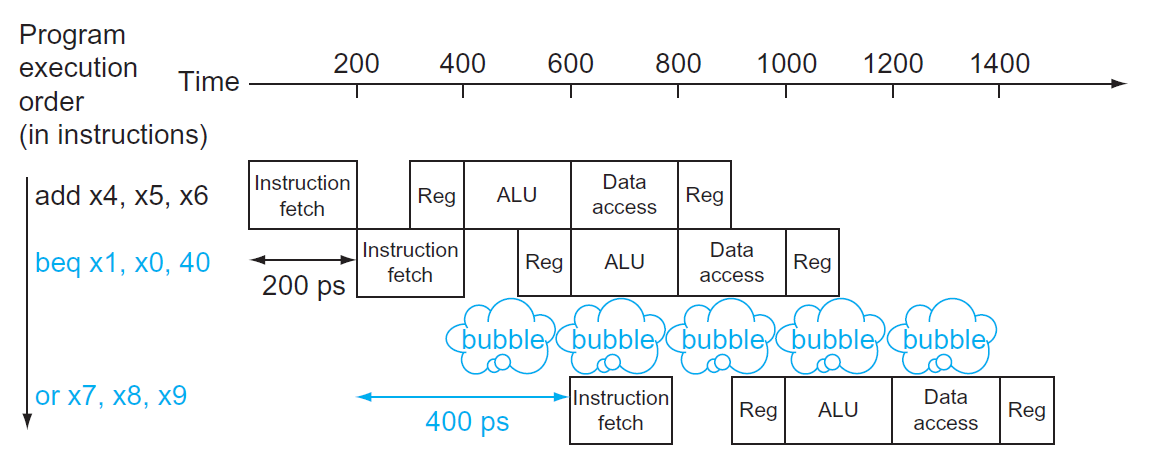 Program
execution
order
(in instructions)
Time
200 400 600 800 1000 1200 1400
add x4, x5, x6
Instruction
fetch
Reg
ALU
Data
access
Reg
beq x1, x0, 40
200 ps
Instruction
fetch
Reg
ALU
Data
access
Reg
bubble bubble bubble bubble bubble
or x7, x8, x9
400 ps
Instruction
fetch
Reg
ALU
Data
access
Reg